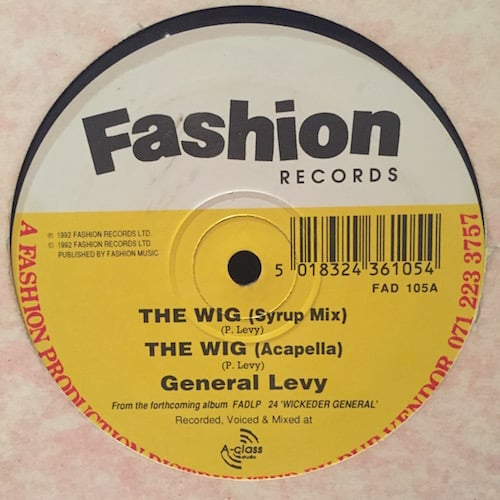 Fashion
RECORDS
℗ 1992 FASHION RECORDS LTD.
© 1992 FASHION RECORDS LTD.
PUBLISHED BY FASHION MUSIC
5 018324 361054
FAD 105A
THE WIG (Syrup Mix)
(P. Levy)
THE WIG (Acapella)
(P. Levy)
General Levy
From the forthcoming album FADLP 24 'WICKEDER GENERAL'
Recorded, Voiced & Mixed at
A-class
studio
A FASHION PRODUCTION VENDOR 071 223 3757